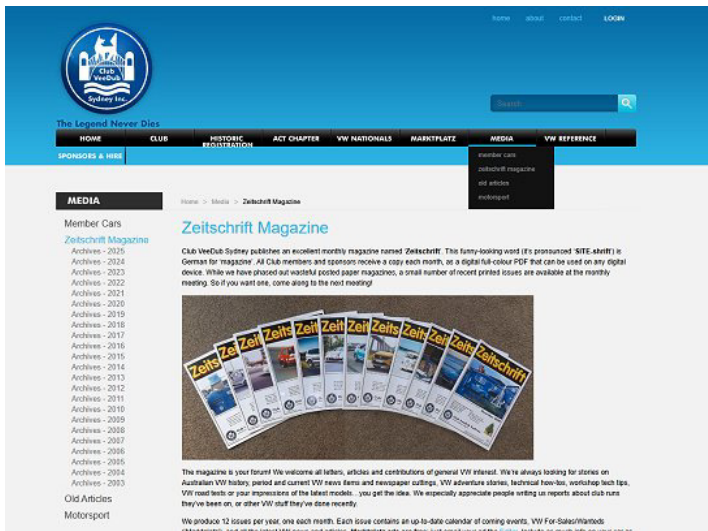 home about contact LOGIN
Club
VeeDub
Sydney Inc.
The Legend Never Dies
Search
HOME CLUB HISTORIC REGISTRATION ACT CHAPTER VW NATIONALS MARKTPLATZ MEDIA VW REFERENCE
SPONSORS & HIRE
member cars
zeitschrift magazine
old articles
motorsport
MEDIA
Home > Media > Zeitschrift Magazine
Member Cars
Zeitschrift Magazine
Archives - 2025
Archives - 2024
Archives - 2023
Archives - 2022
Archives - 2021
Archives - 2020
Archives - 2019
Archives - 2018
Archives - 2017
Archives - 2016
Archives - 2015
Archives - 2014
Archives - 2013
Archives - 2012
Archives - 2011
Archives - 2010
Archives - 2009
Archives - 2008
Archives - 2007
Archives - 2006
Archives - 2005
Archives - 2004
Archives - 2003
Old Articles
Motorsport
Zeitschrift Magazine
Club VeeDub Sydney publishes an excellent monthly magazine named 'Zeitschrift'. This funny-looking word (it's pronounced 'SITE-shrift') is
German for 'magazine'. All Club members and sponsors receive a copy each month, as a digital full-colour PDF that can be used on any digital
device. While we have phased out wasteful posted paper magazines, a small number of recent printed issues are available at the monthly
meeting. So if you want one, come along to the next meeting!
Zeitschrift
The magazine is your forum! We welcome all letters, articles and contributions of general VW interest. We're always looking for stories on
Australian VW history, period and current VW news items and newspaper cuttings, VW adventure stories, technical how-tos, workshop tech tips,
VW road tests or your impressions of the latest models... you get the idea. We especially appreciate people writing us reports about club runs
they've been on, or other VW stuff they've done recently.
We produce 12 issues per year, one each month. Each issue contains an up-to-date calendar of coming events, VW For-Sales/Wanteds